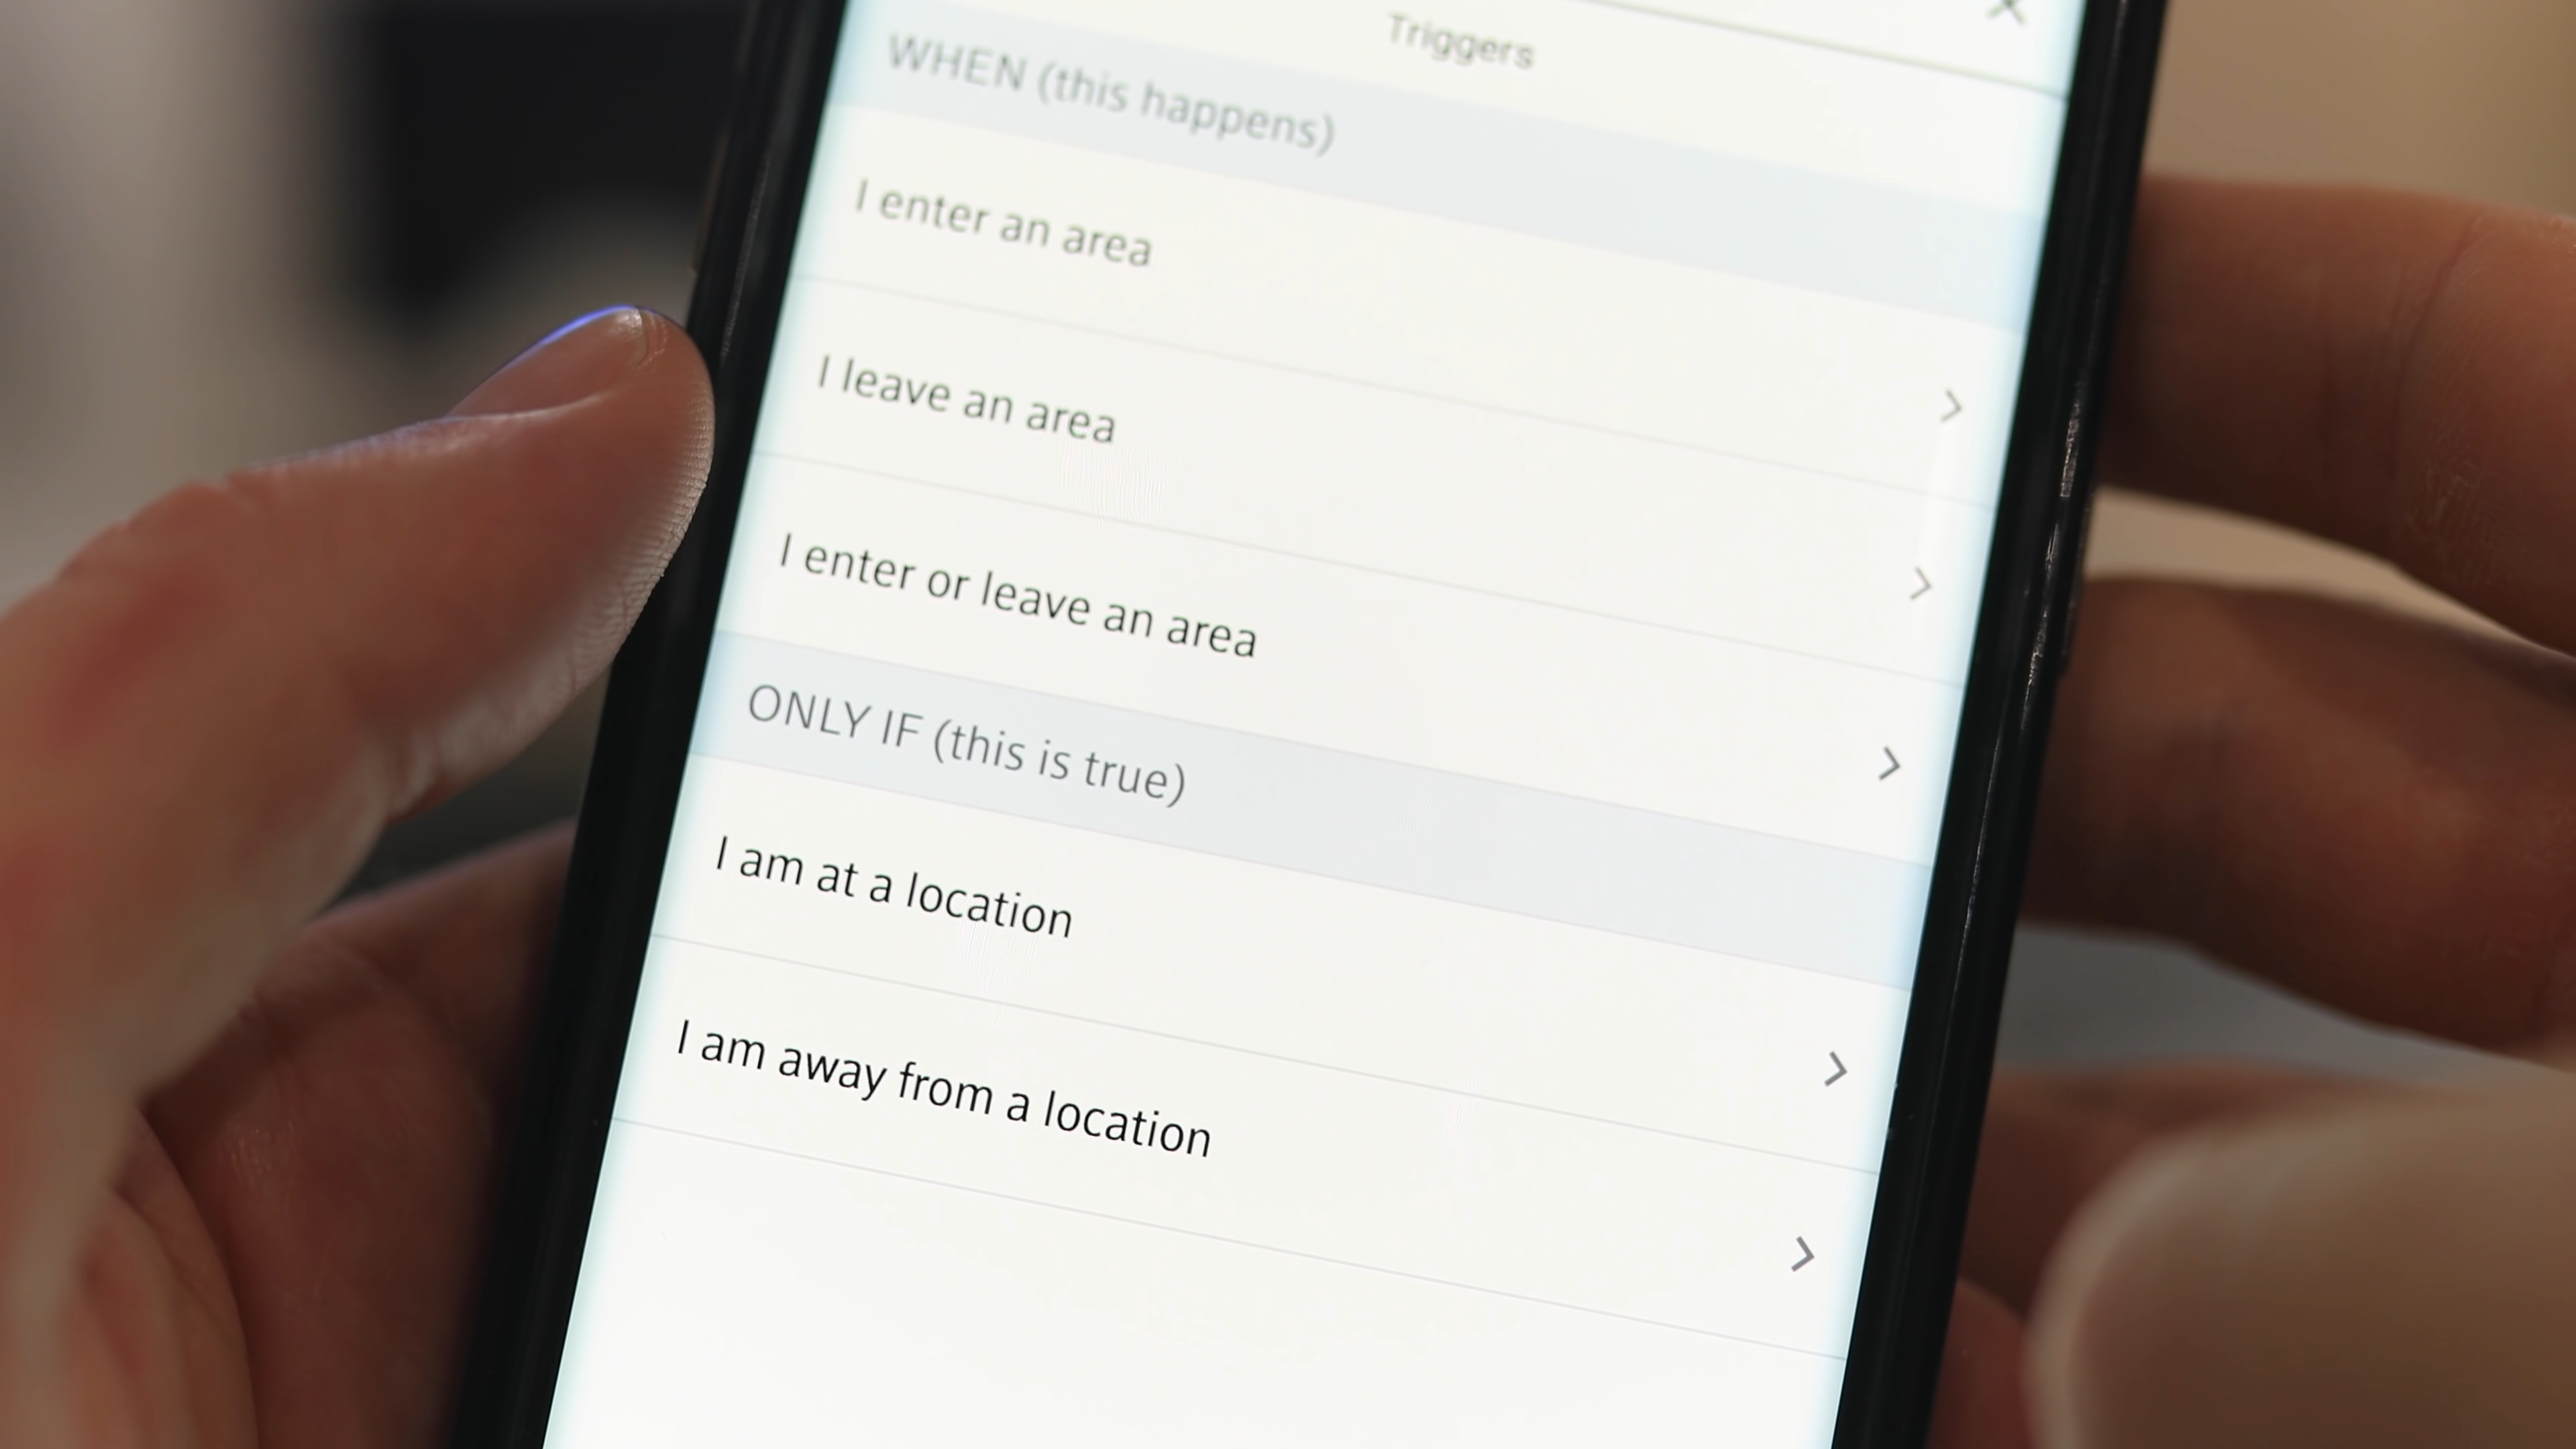 Triggers
WHEN (this happens)
I enter an area
I leave an area
I enter or leave an area
ONLY IF (this is true)
I am at a location
I am away from a location